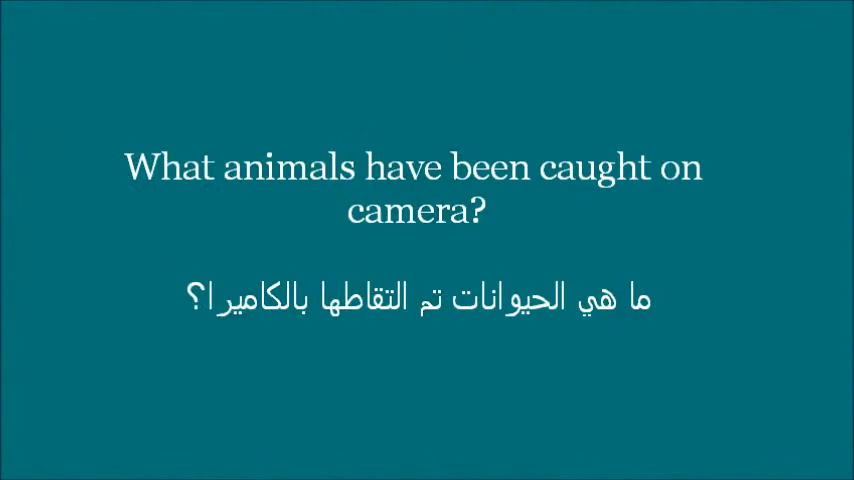 What animals have been caught on
camera?
ما هي الحيوانات تم التقاطها بالكاميرا؟